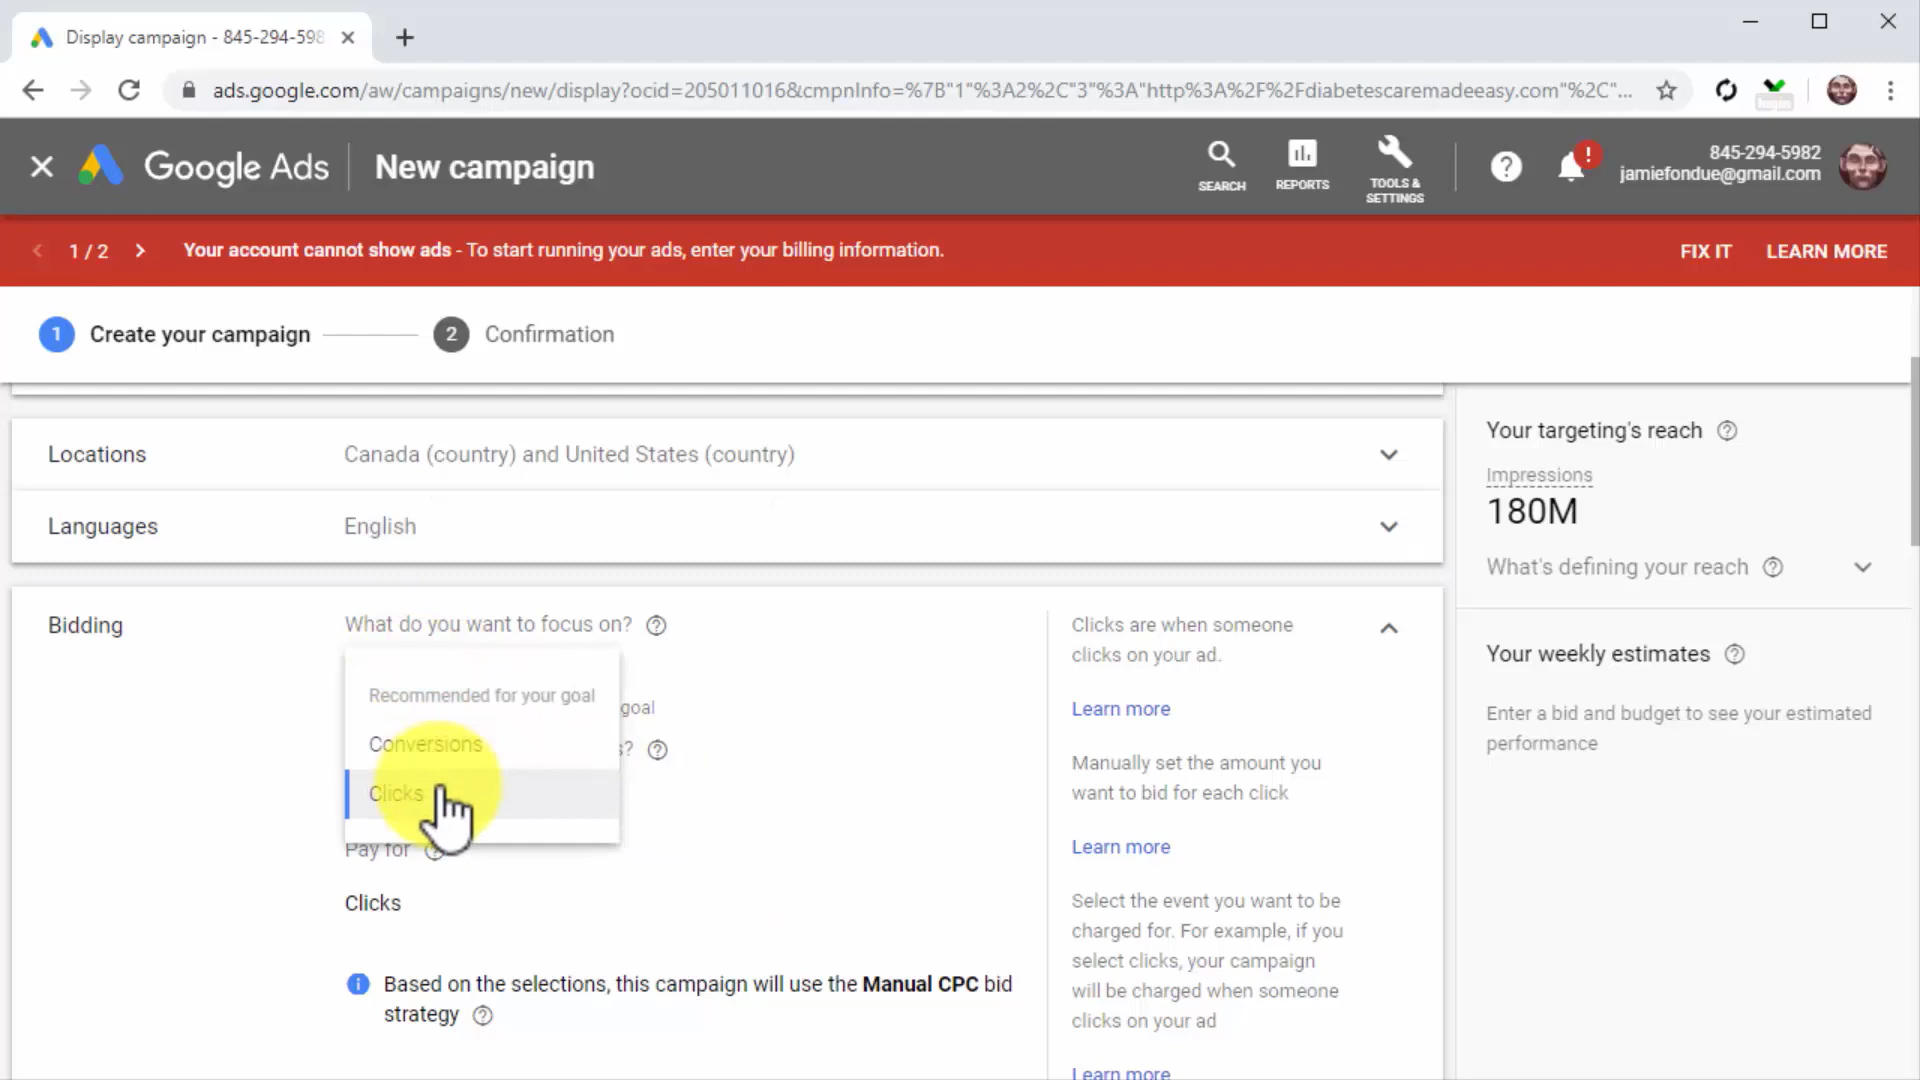 Display campaign - 845-294-598
ads.google.com/aw/campaigns/new/display?ocid=205011016&cmpnInfo=%7B"1"%3A2%2C"3"%3A"http%3A%2F%2Fdiabetescaremadeeasy.com"%2C"...
Google Ads
New campaign
SEARCH
REPORTS
TOOLS &
SETTINGS
845-294-5982
jamiefondue@gmail.com
1 / 2
Your account cannot show ads - To start running your ads, enter your billing information.
FIX IT
LEARN MORE
1 Create your campaign
2 Confirmation
Locations
Canada (country) and United States (country)
Languages
English
Bidding
What do you want to focus on?
Recommended for your goal
goal
Conversions
s?
Clicks
Pay for
Clicks
Based on the selections, this campaign will use the Manual CPC bid
strategy
Clicks are when someone
clicks on your ad.
Learn more
Manually set the amount you
want to bid for each click
Learn more
Select the event you want to be
charged for. For example, if you
select clicks, your campaign
will be charged when someone
clicks on your ad
Learn more
Your targeting's reach
Impressions
180M
What's defining your reach
Your weekly estimates
Enter a bid and budget to see your estimated
performance